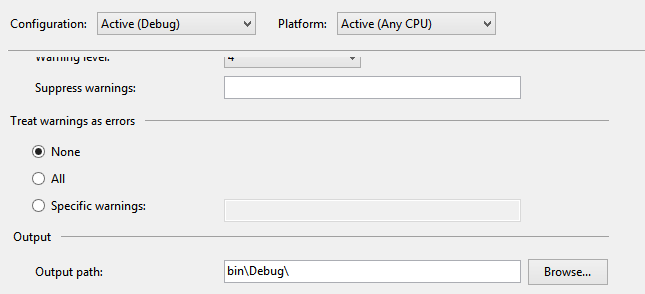 Configuration: Active (Debug) Platform: Active (Any CPU)
Warning level: 4
Suppress warnings:
Treat warnings as errors
None
All
Specific warnings:
Output
Output path: bin\Debug\ Browse...